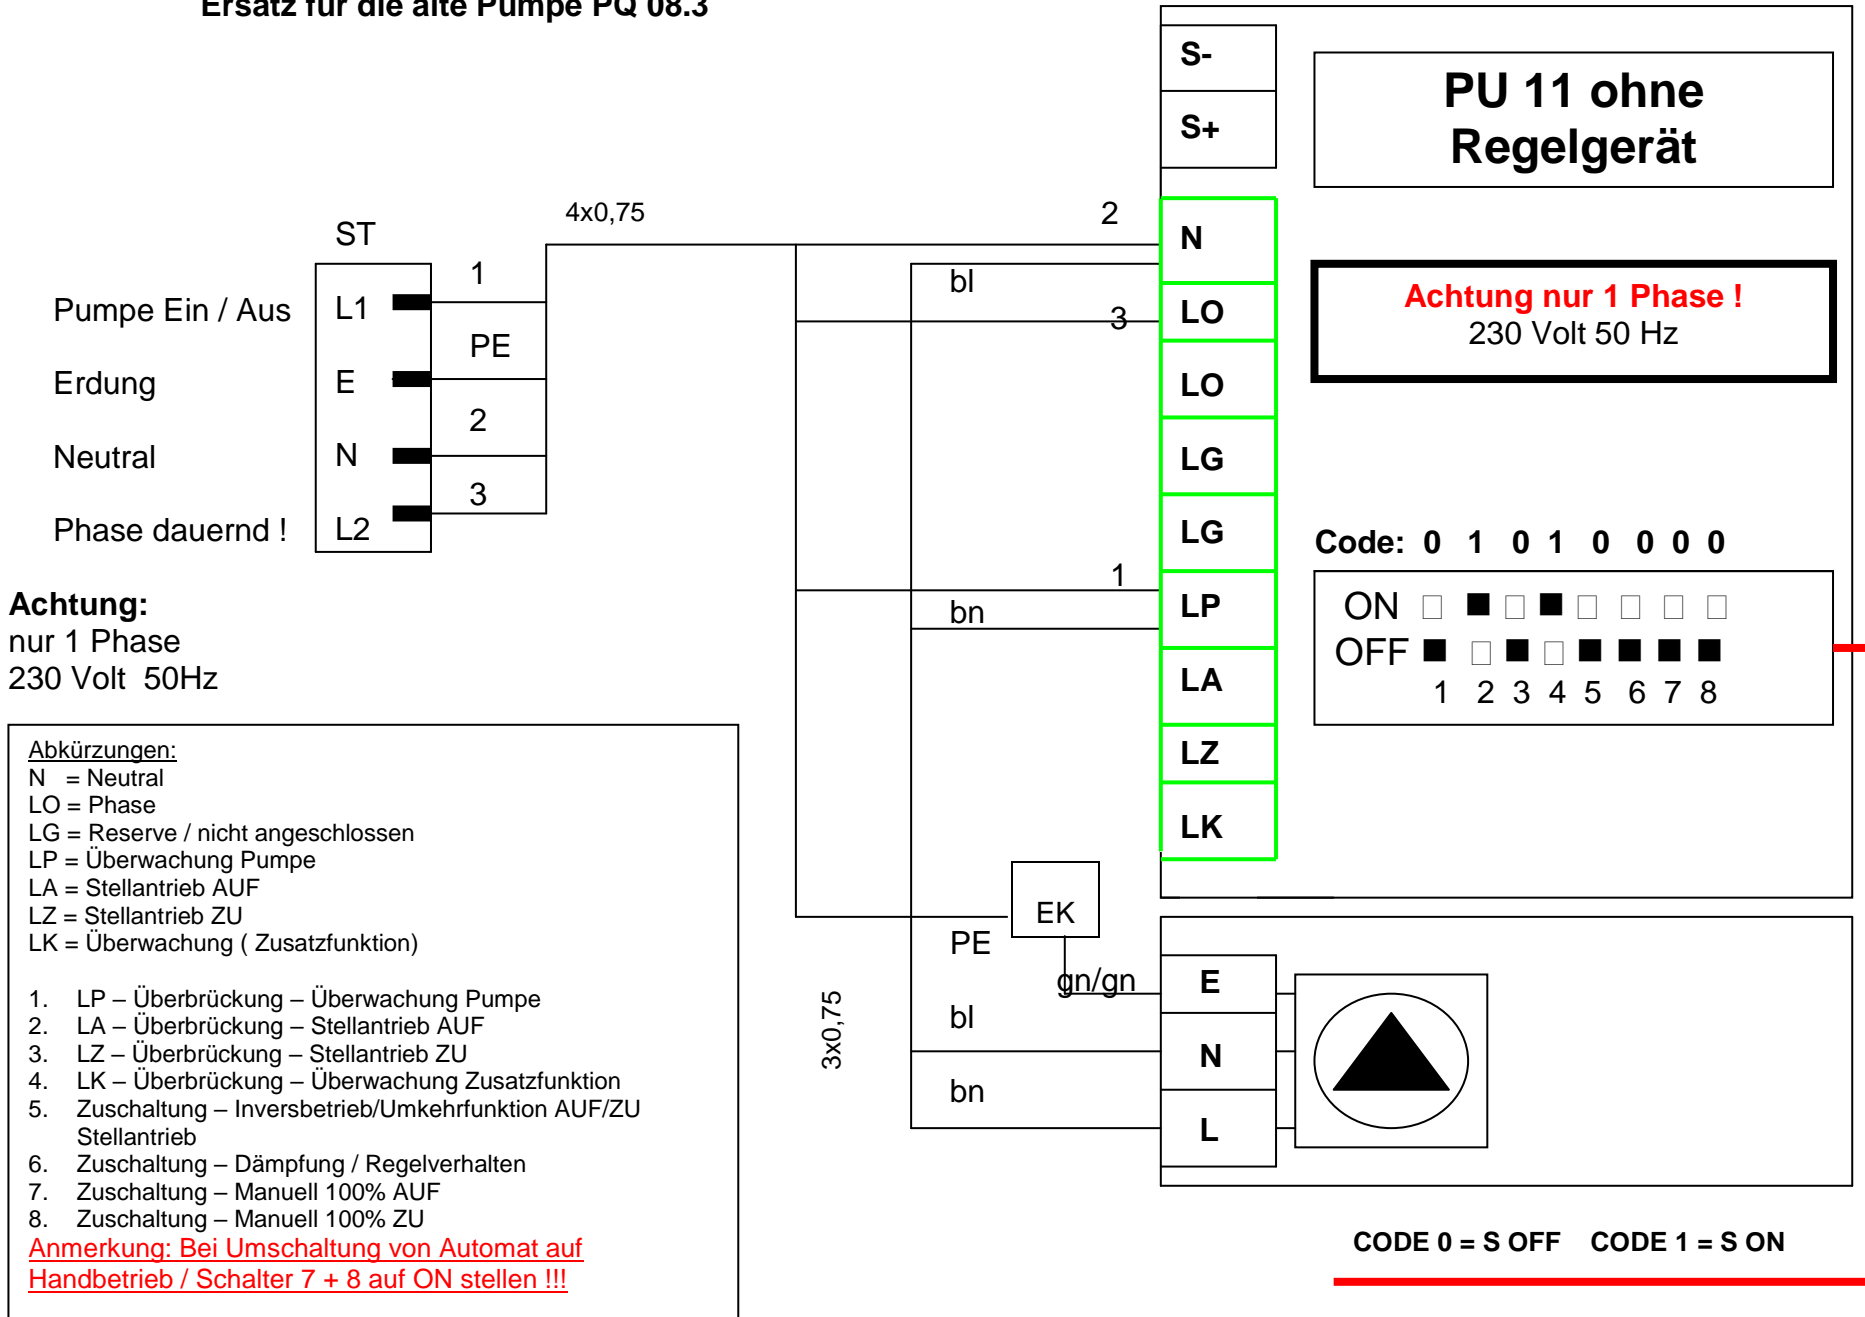 Ersatz für die alte Pumpe PQ 08.3
S-
S+
PU 11 ohne
Regelgerät
4x0,75
2
ST
N
1
bl
Achtung nur 1 Phase !
230 Volt 50 Hz
Pumpe Ein / Aus
L1
3
LO
PE
Erdung
E
LO
2
Neutral
N
LG
3
Phase dauernd !
L2
LG
Code: 0 1 0 1 0 0 0 0
1
Achtung:
nur 1 Phase
230 Volt 50Hz
bn
LP
ON
OFF
1 2 3 4 5 6 7 8
LA
LZ
LK
Abkürzungen:
N = Neutral
LO = Phase
LG = Reserve / nicht angeschlossen
LP = Überwachung Pumpe
LA = Stellantrieb AUF
LZ = Stellantrieb ZU
LK = Überwachung ( Zusatzfunktion)
1. LP – Überbrückung – Überwachung Pumpe
2. LA – Überbrückung – Stellantrieb AUF
3. LZ – Überbrückung – Stellantrieb ZU
4. LK – Überbrückung – Überwachung Zusatzfunktion
5. Zuschaltung – Inversbetrieb/Umkehrfunktion AUF/ZU
Stellantrieb
6. Zuschaltung – Dämpfung / Regelverhalten
7. Zuschaltung – Manuell 100% AUF
8. Zuschaltung – Manuell 100% ZU
Anmerkung: Bei Umschaltung von Automat auf
Handbetrieb / Schalter 7 + 8 auf ON stellen !!!
EK
PE
gn/gn
E
3x0,75
bl
N
bn
L
CODE 0 = S OFF CODE 1 = S ON